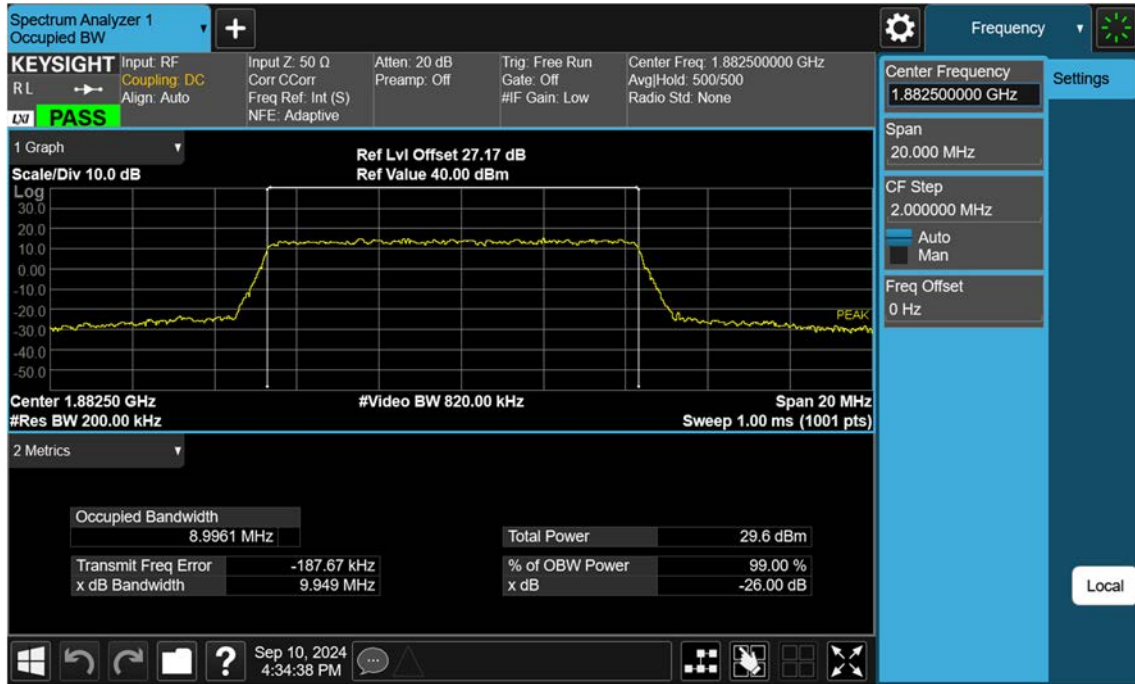 Spectrum Analyzer 1
Occupied BW
Frequency
KEYSIGHT
RL
LXI
PASS
Input: RF
Coupling: DC
Align: Auto
Input Z: 50 Ω
Corr CCorr
Freq Ref: Int (S)
NFE: Adaptive
Atten: 20 dB
Preamp: Off
Trig: Free Run
Gate: Off
#IF Gain: Low
Center Freq: 1.882500000 GHz
Avg|Hold: 500/500
Radio Std: None
Center Frequency
1.882500000 GHz
Settings
Span
20.000 MHz
CF Step
2.000000 MHz
Auto
Man
Freq Offset
0 Hz
Local
1 Graph
Scale/Div 10.0 dB
Ref Lvl Offset 27.17 dB
Ref Value 40.00 dBm
Log
30.0
20.0
10.0
0.00
-10.0
-20.0
-30.0
-40.0
-50.0
PEAK
Center 1.88250 GHz
#Video BW 820.00 kHz
Span 20 MHz
#Res BW 200.00 kHz
Sweep 1.00 ms (1001 pts)
2 Metrics
Occupied Bandwidth
8.9961 MHz
Total Power 29.6 dBm
Transmit Freq Error -187.67 kHz
% of OBW Power 99.00 %
x dB Bandwidth 9.949 MHz
x dB -26.00 dB
?
Sep 10, 2024
4:34:38 PM